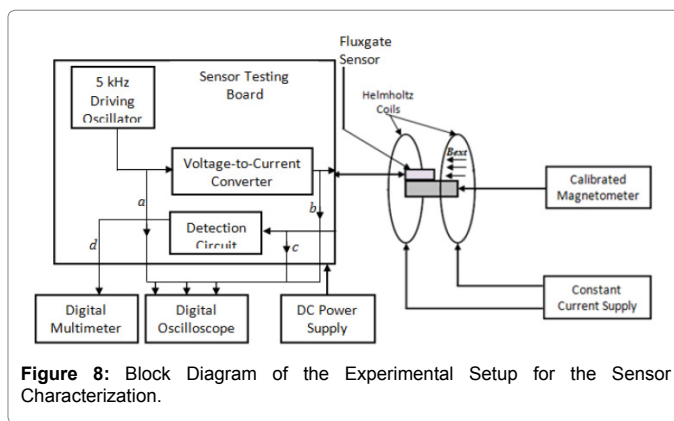 Fluxgate
Sensor
5 kHz
Driving
Oscillator
Sensor Testing
Board
Helmholtz
Coils
Bext
Voltage-to-Current
Converter
Calibrated
Magnetometer
a
b
Detection
Circuit
c
d
Digital
Multimeter
Digital
Oscilloscope
DC Power
Supply
Constant
Current Supply
Figure 8: Block Diagram of the Experimental Setup for the Sensor
Characterization.